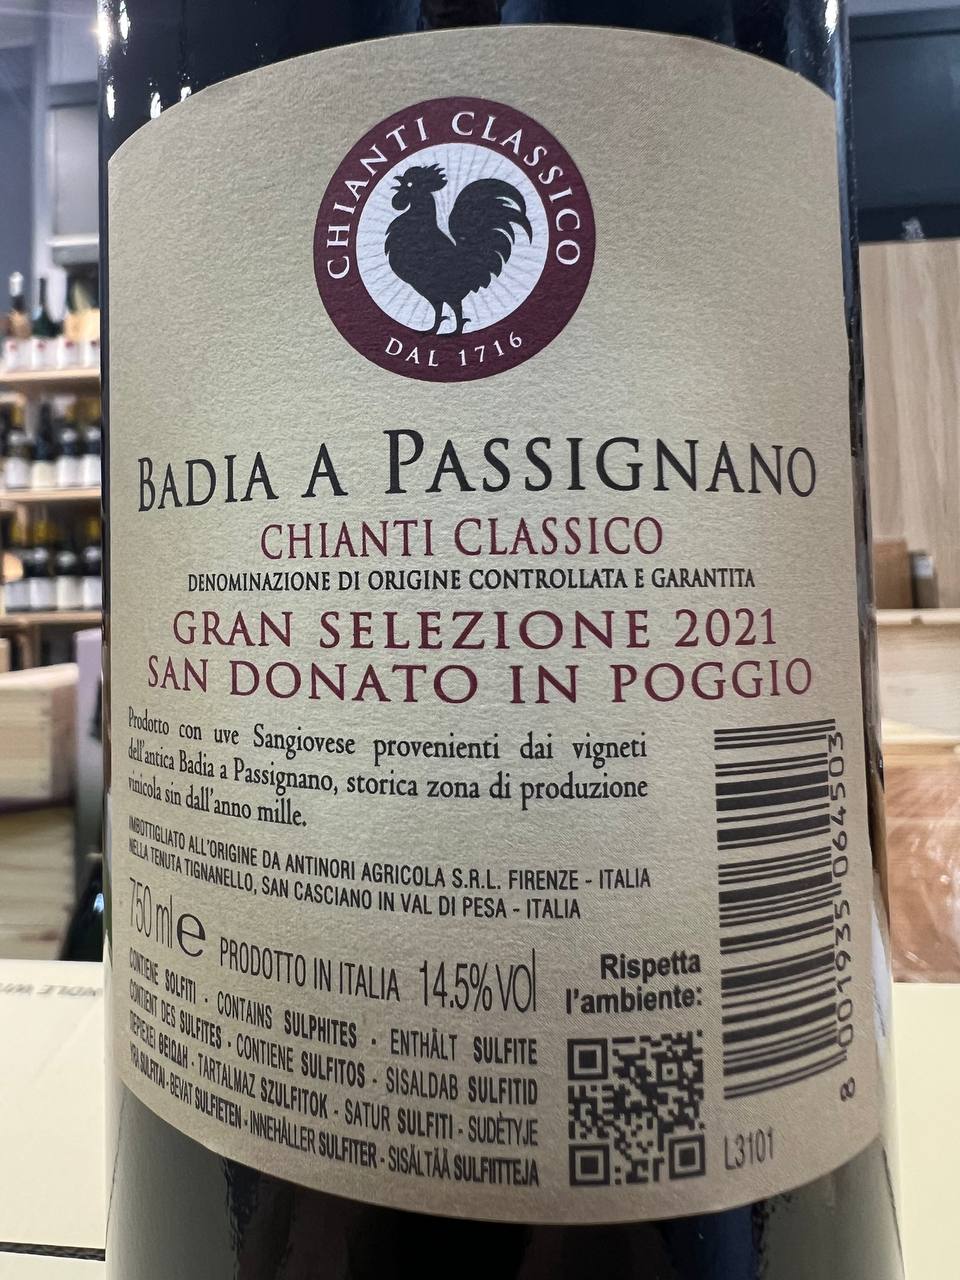 CHIANTI CLASSICO
DAL 1716
BADIA A PASSIGNANO
CHIANTI CLASSICO
DENOMINAZIONE DI ORIGINE CONTROLLATA E GARANTITA
GRAN SELEZIONE 2021
SAN DONATO IN POGGIO
Prodotto con uve Sangiovese provenienti dai vigneti
dell'antica Badia a Passignano, storica zona di produzione
vinicola sin dall'anno mille.
IMBOTTIGLIATO ALL'ORIGINE DA ANTINORI AGRICOLA S.R.L. FIRENZE - ITALIA
NELLA TENUTA TIGNANELLO, SAN CASCIANO IN VAL DI PESA - ITALIA
750 ml e PRODOTTO IN ITALIA 14.5% vol
CONTIENE SOLFITI - CONTAINS SULPHITES - ENTHÄLT SULFITE
CONTIENT DES SULFITES - CONTIENE SULFITOS - SISALDAB SULFITID
ΠΕΡΙΕΧΕΙ ΘΕΙΩΔΗ - TARTALMAZ SZULFITOK - SATUR SULFITI - SUDĖTYJE
YRA SULFITAI - BEVAT SULFIETEN - INNEHÅLLER SULFITER - SISÄLTÄÄ SULFIITTEJA
Rispetta
l'ambiente:
8 001935 064503
L3101